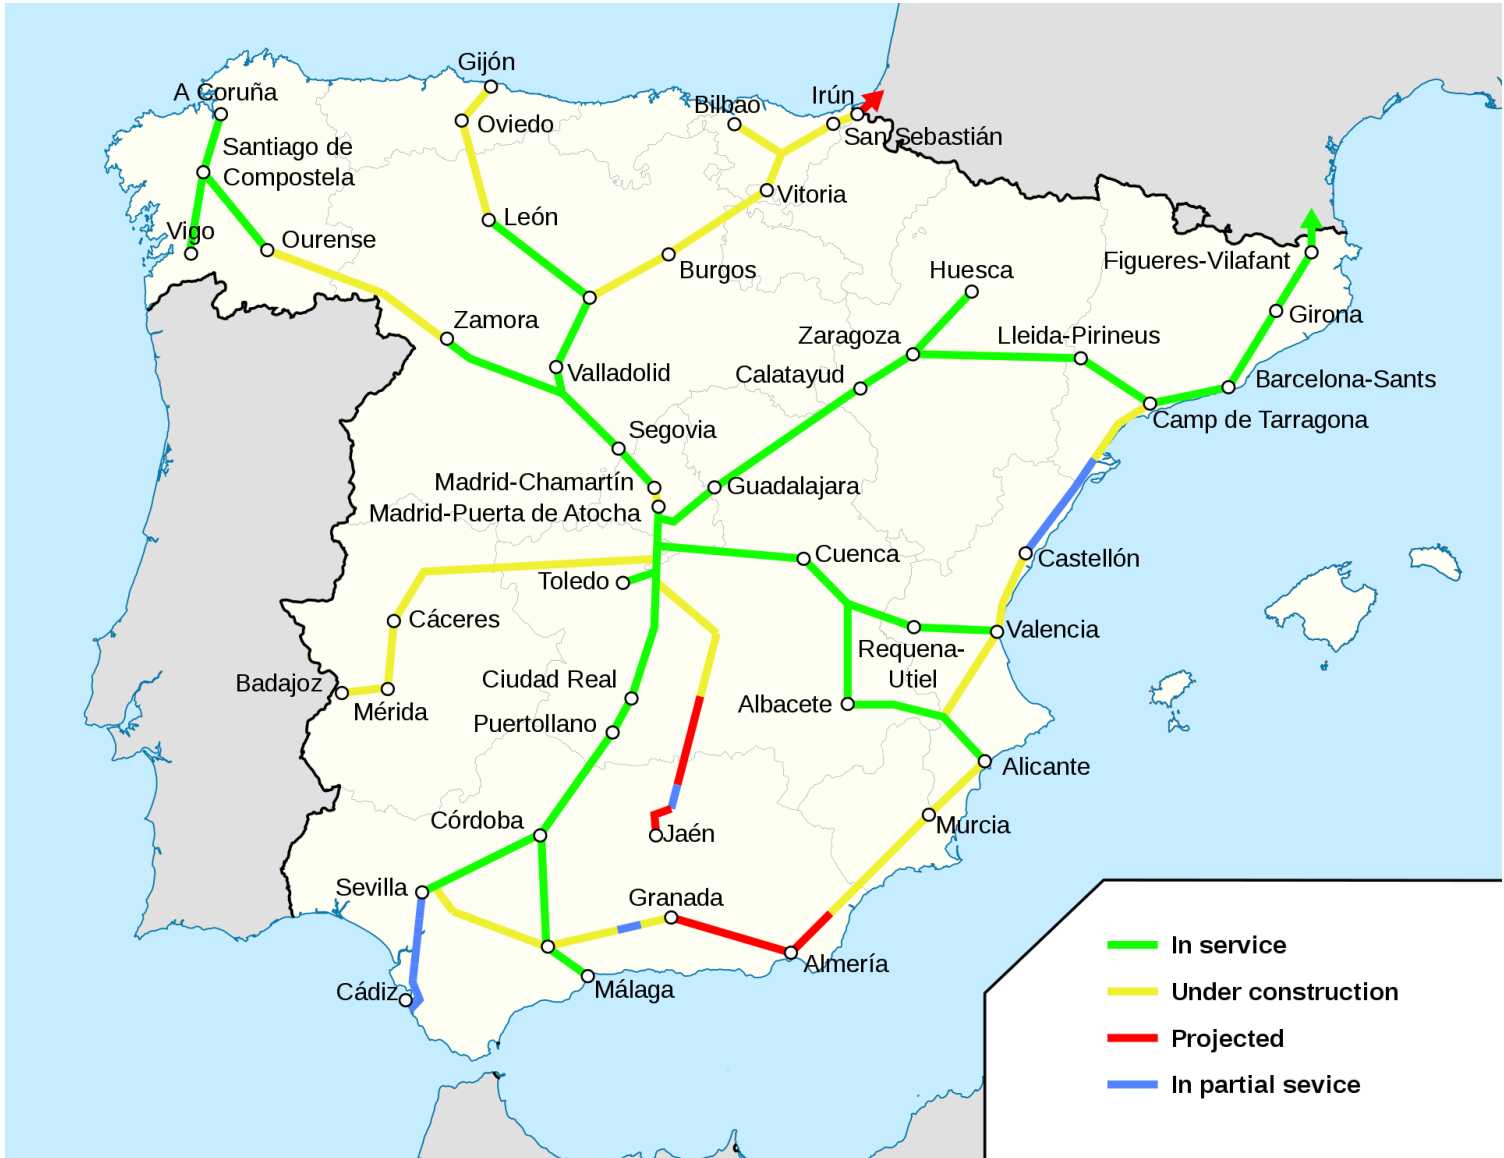 Gijón
A Coruña
Bilbao
Irún
Oviedo
San Sebastián
Santiago de
Compostela
Vitoria
León
Vigo
Ourense
Burgos
Huesca
Figueres-Vilafant
Girona
Zamora
Zaragoza
Lleida-Pirineus
Valladolid
Calatayud
Barcelona-Sants
Camp de Tarragona
Segovia
Madrid-Chamartín
Guadalajara
Madrid-Puerta de Atocha
Cuenca
Castellón
Toledo
Cáceres
Valencia
Requena-
Utiel
Ciudad Real
Badajoz
Mérida
Albacete
Puertollano
Alicante
Córdoba
Murcia
Jaén
Sevilla
Granada
Almería
Cádiz
Málaga
In service
Under construction
Projected
In partial sevice